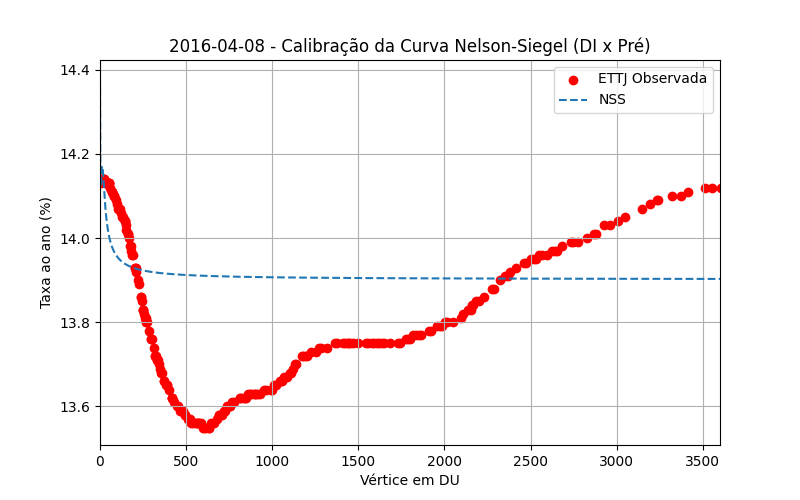 2016-04-08 - Calibração da Curva Nelson-Siegel (DI x Pré)
ETTJ Observada
NSS
Taxa ao ano (%)
14.4
14.2
14.0
13.8
13.6
0
500
1000
1500
2000
2500
3000
3500
Vértice em DU